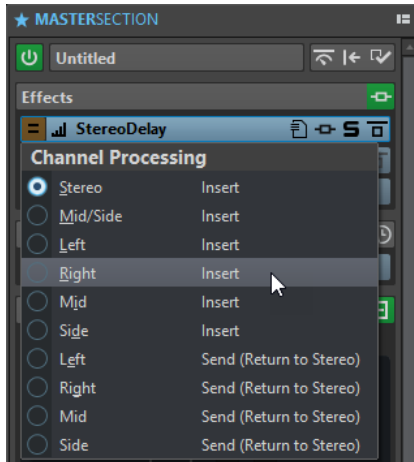 MASTERSECTION
Untitled
Effects
StereoDelay S
Channel Processing
Stereo Insert
Mid/Side Insert
Left Insert
Right Insert
Mid Insert
Side Insert
Left Send (Return to Stereo)
Right Send (Return to Stereo)
Mid Send (Return to Stereo)
Side Send (Return to Stereo)